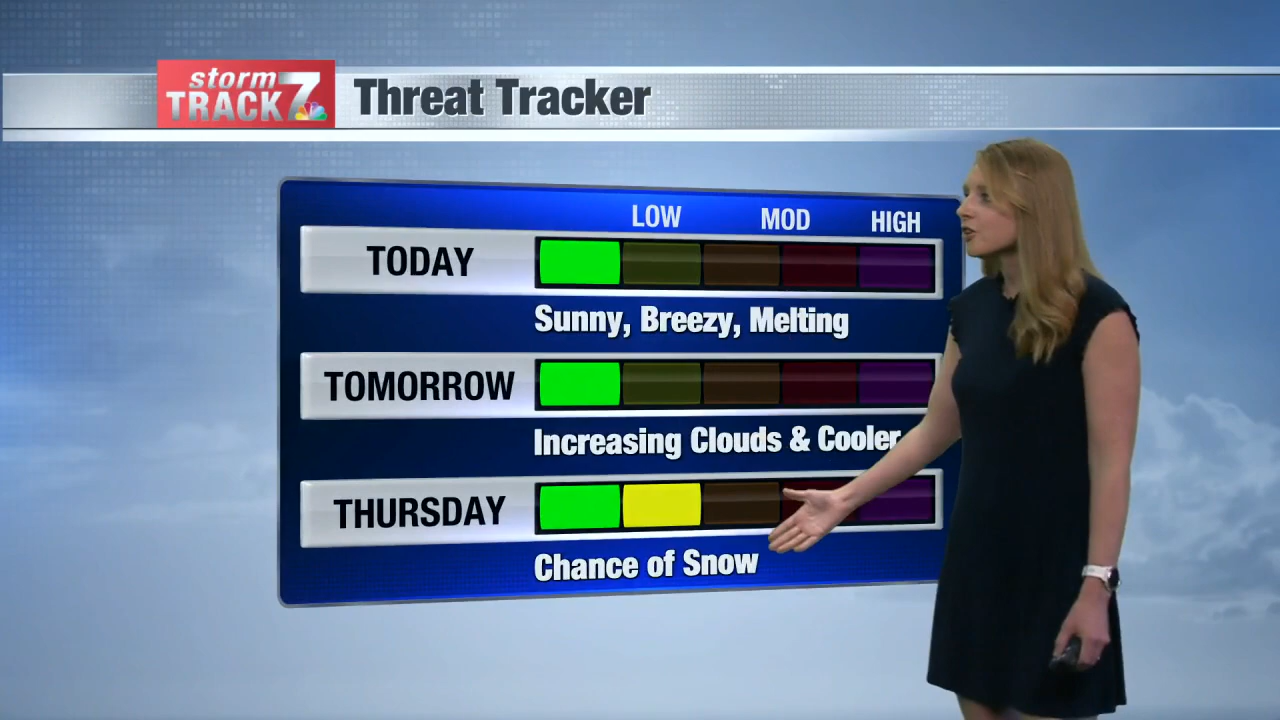 storm
TRACK 7
Threat Tracker
LOW MOD HIGH
TODAY
Sunny, Breezy, Melting
TOMORROW
Increasing Clouds & Cooler
THURSDAY
Chance of Snow